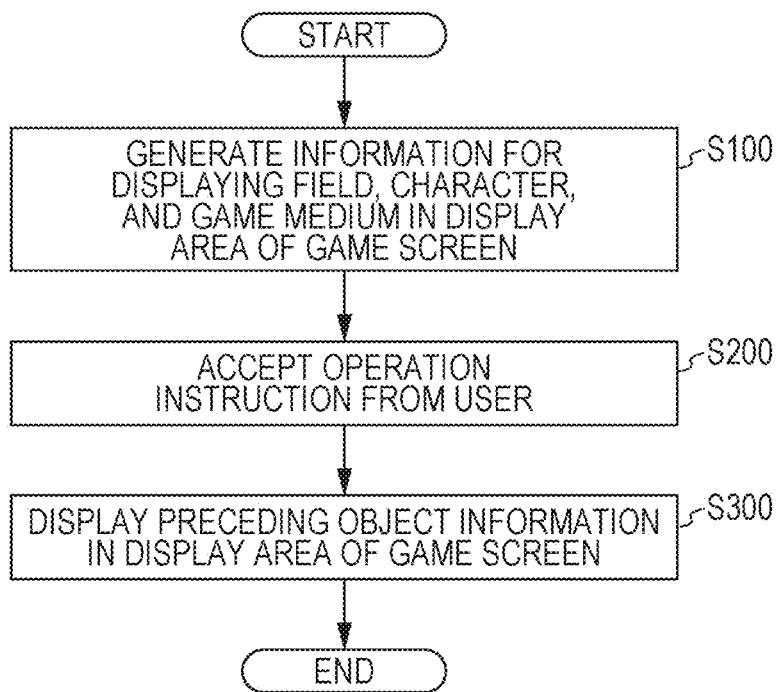 START
GENERATE INFORMATION FOR
DISPLAYING FIELD, CHARACTER,
AND GAME MEDIUM IN DISPLAY
AREA OF GAME SCREEN
S100
ACCEPT OPERATION
INSTRUCTION FROM USER
S200
DISPLAY PRECEDING OBJECT INFORMATION
IN DISPLAY AREA OF GAME SCREEN
S300
END